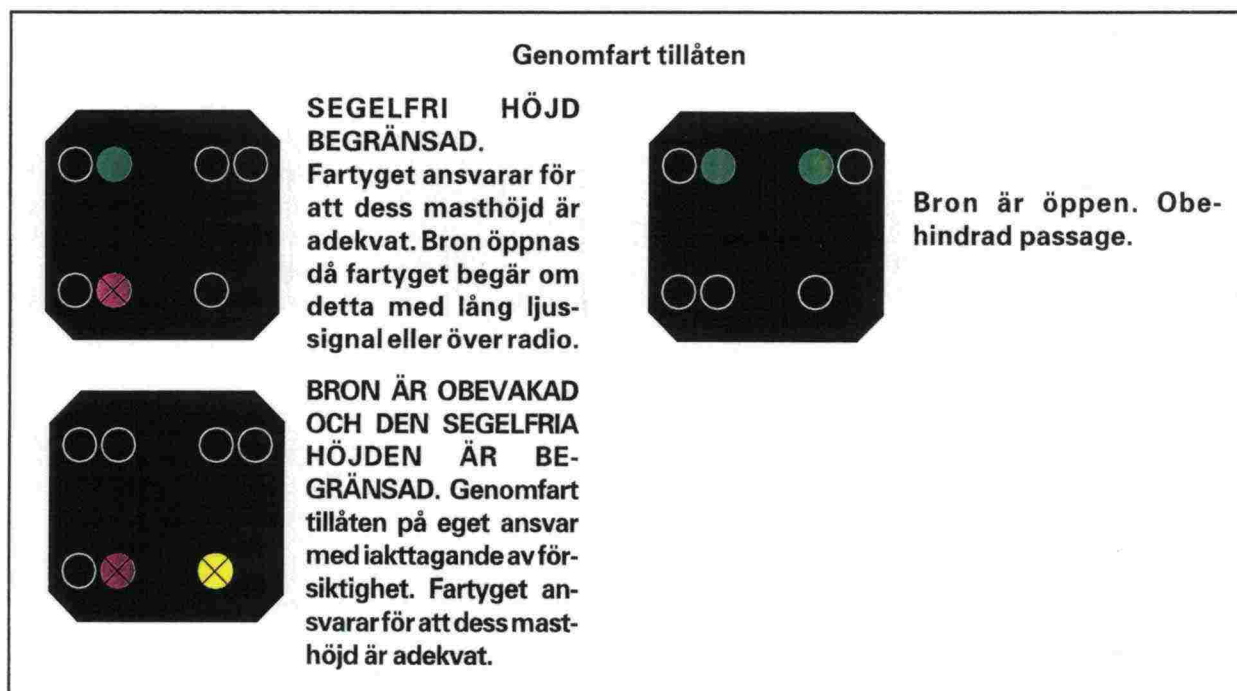 Genomfart tillåten
SEGELFRI HÖJD
BEGRÄNSAD.
Fartyget ansvarar för
att dess masthöjd är
adekvat. Bron öppnas
då fartyget begär om
detta med lång ljus-
signal eller över radio.
Bron är öppen. Obe-
hindrad passage.
BRON ÄR OBEVAKAD
OCH DEN SEGELFRIA
HÖJDEN ÄR BE-
GRÄNSAD. Genomfart
tillåten på eget ansvar
med iakttagande av för-
siktighet. Fartyget an-
svarar för att dess mast-
höjd är adekvat.